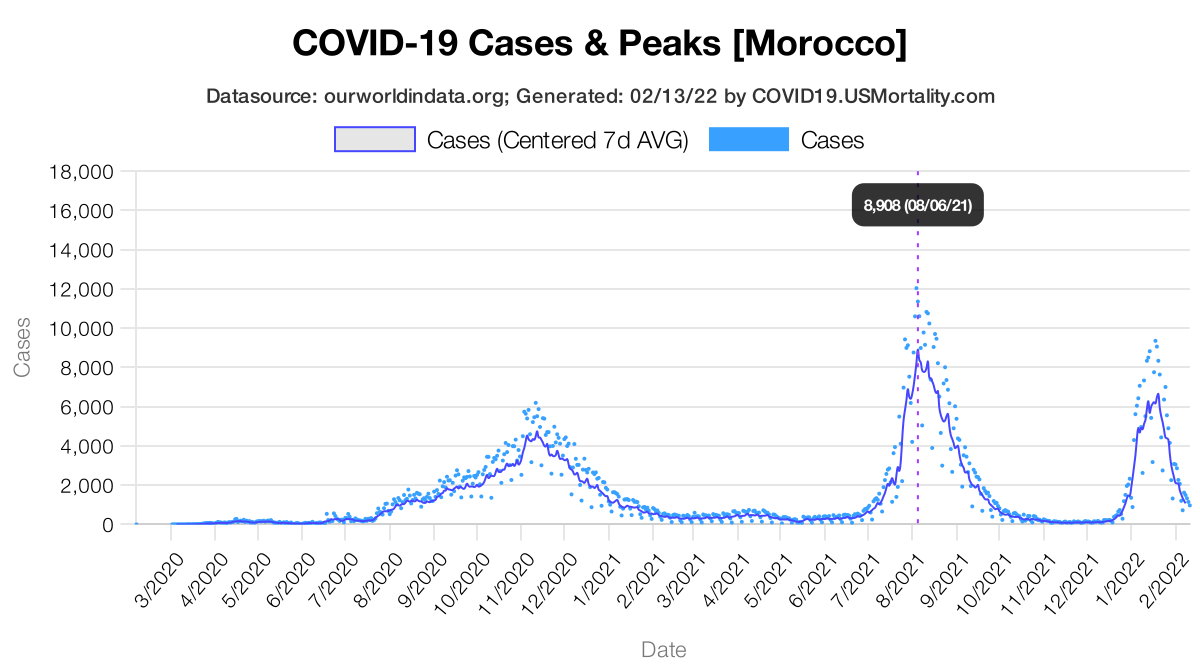 COVID-19 Cases & Peaks [Morocco]
Datasource: ourworldindata.org; Generated: 02/13/22 by COVID19.USMortality.com
Cases (Centered 7d AVG) Cases
18,000
8,908 (08/06/21)
16,000
14,000
12,000
10,000
8,000
6,000
4,000
2,000
0
Cases
3/2020 4/2020 5/2020 6/2020 7/2020 8/2020 9/2020 10/2020 11/2020 12/2020 1/2021 2/2021 3/2021 4/2021 5/2021 6/2021 7/2021 8/2021 9/2021 10/2021 11/2021 12/2021 1/2022 2/2022
Date